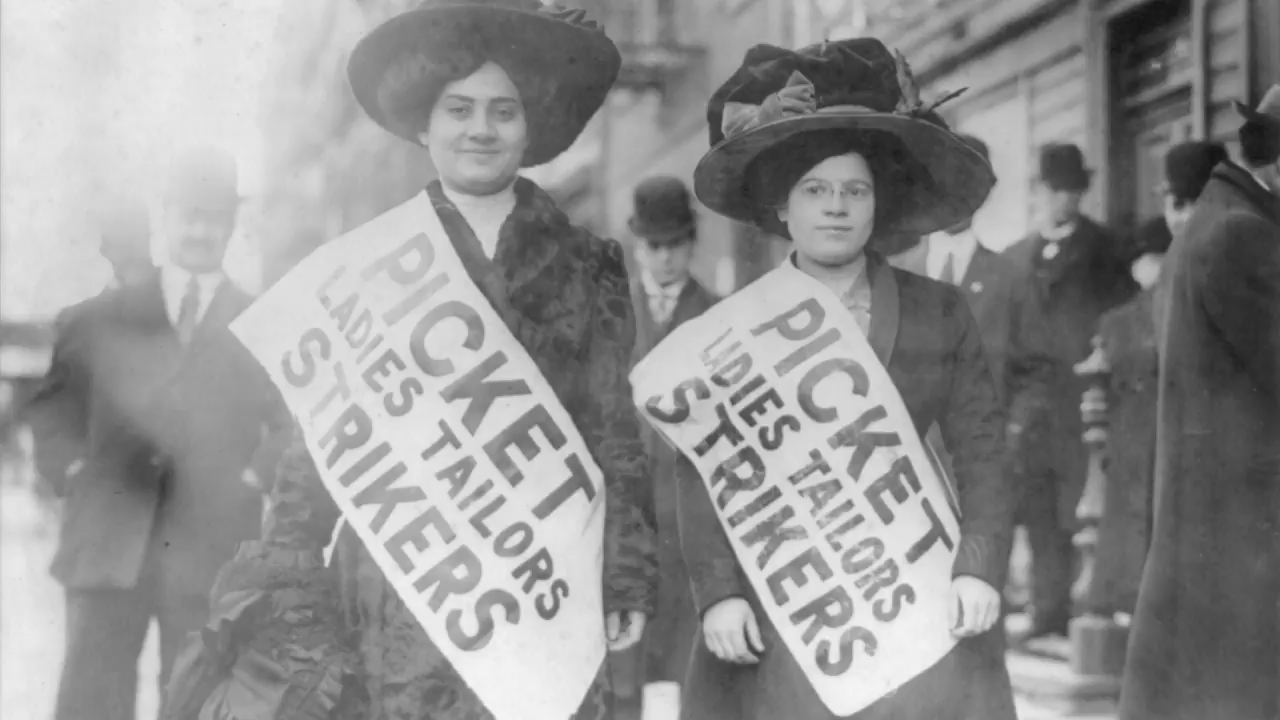 PICKET
LADIES TAILORS
STRIKERS
PICKET
LADIES TAILORS
STRIKERS